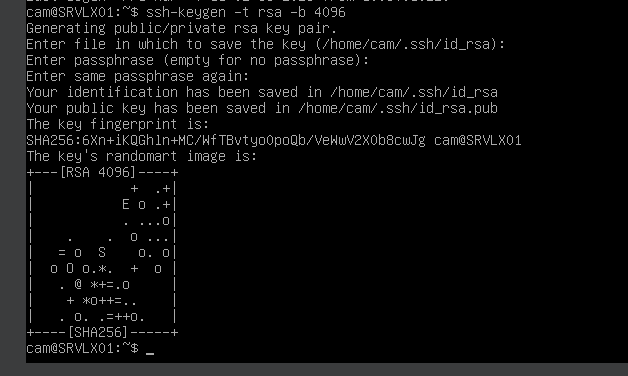 cam@SRVLX01:~$ ssh-keygen -t rsa -b 4096
Generating public/private rsa key pair.
Enter file in which to save the key (/home/cam/.ssh/id_rsa):
Enter passphrase (empty for no passphrase):
Enter same passphrase again:
Your identification has been saved in /home/cam/.ssh/id_rsa
Your public key has been saved in /home/cam/.ssh/id_rsa.pub
The key fingerprint is:
SHA256:6Xn+iKQGhln+MC/WfTBvtyo0poQb/VeWwV2X0b8cwJg cam@SRVLX01
The key's randomart image is:
+---[RSA 4096]----+
|            +  .+|
|           E o .+|
|           . ...o|
|    .    .  o ...|
|   = o  S    o. o|
|  o O o.*.  +  o |
|   . @ *+=.o     |
|    + *o++=..    |
|   . o. .=++o.   |
+----[SHA256]-----+
cam@SRVLX01:~$ _